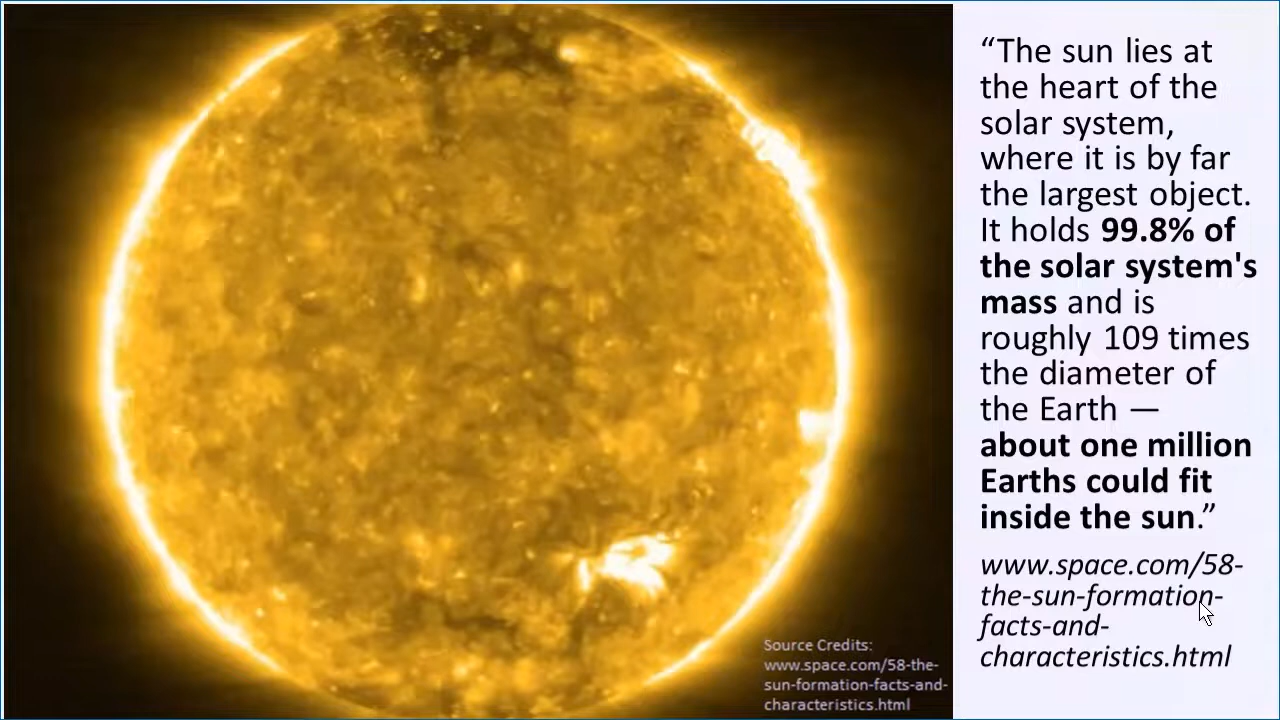 “The sun lies at
the heart of the
solar system,
where it is by far
the largest object.
It holds 99.8% of
the solar system's
mass and is
roughly 109 times
the diameter of
the Earth —
about one million
Earths could fit
inside the sun.”
www.space.com/58-
the-sun-formation-
facts-and-
characteristics.html
Source Credits:
www.space.com/58-the-
sun-formation-facts-and-
characteristics.html